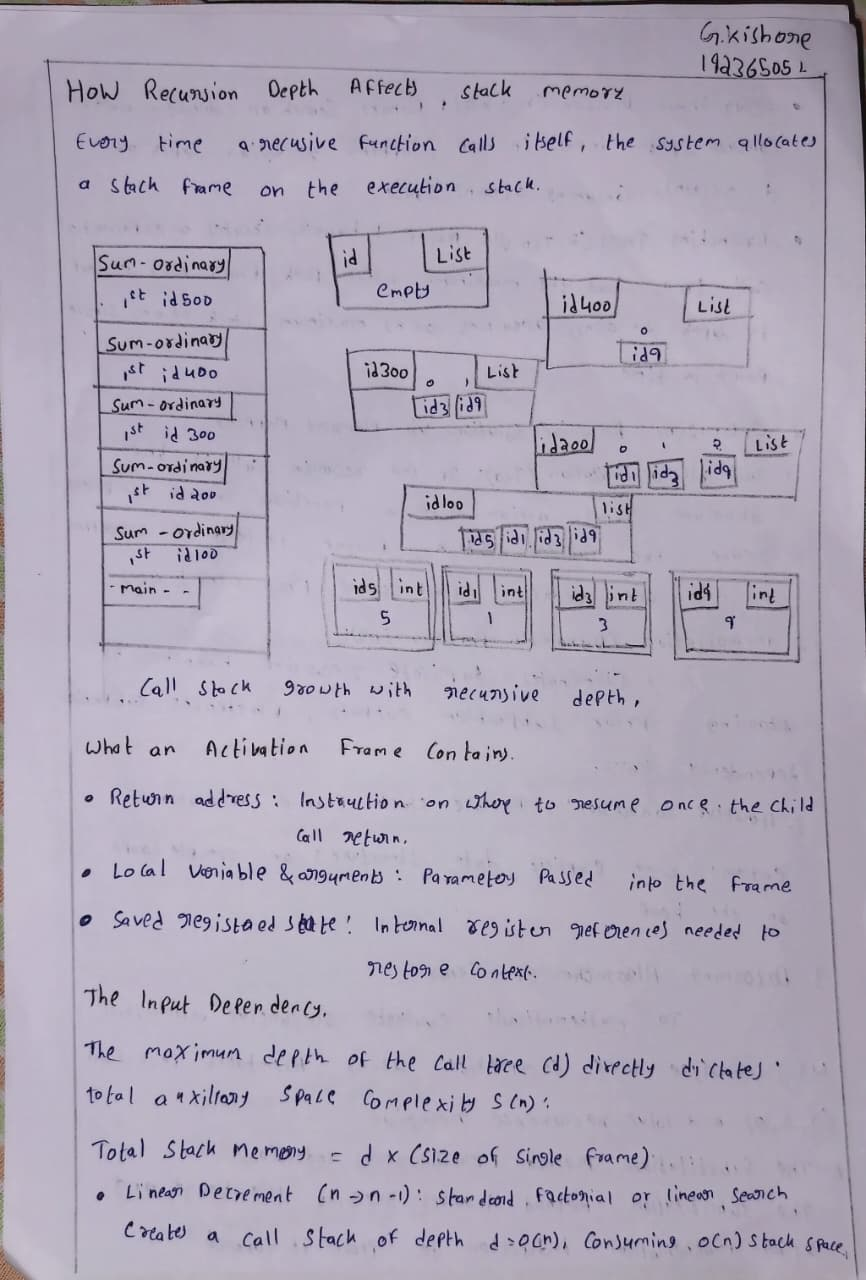 G.Kishore
192365052
How Recursion Depth Affects stack memory
Every time a recusive function calls itself, the system allocates
a stack frame on the execution stack.
Sum-ordinary
1st id500
Sum-ordinary
1st id400
Sum-ordinary
1st id 300
Sum-ordinary
1st id 200
Sum-ordinary
1st id100
main
id List
Empty
id400 List
0
id9
id300 0 1 List
id3 id9
id200 0 1 2 List
id1 id3 id9
id100 list
id5 id1 id3 id9
id5 int
5
id1 int
1
id3 int
3
id9 int
9
Call stack growth with recursive depth,
What an Activation Frame Contains.
• Return address: Instruction on where to resume once the child
call return.
• Local Variable & arguments: Parameters Passed into the Frame
• Saved registaed state: Internal register references needed to
restore context.
The Input Dependency.
The maximum depth of the call tree (d) directly dictates
total auxiliary space complexity S(n):
Total Stack Memory = d x (size of single frame)
• Linear Decrement (n→n-1): standard factorial or linear search
Creates a call stack of depth d=O(n), Consuming O(n) stack space,